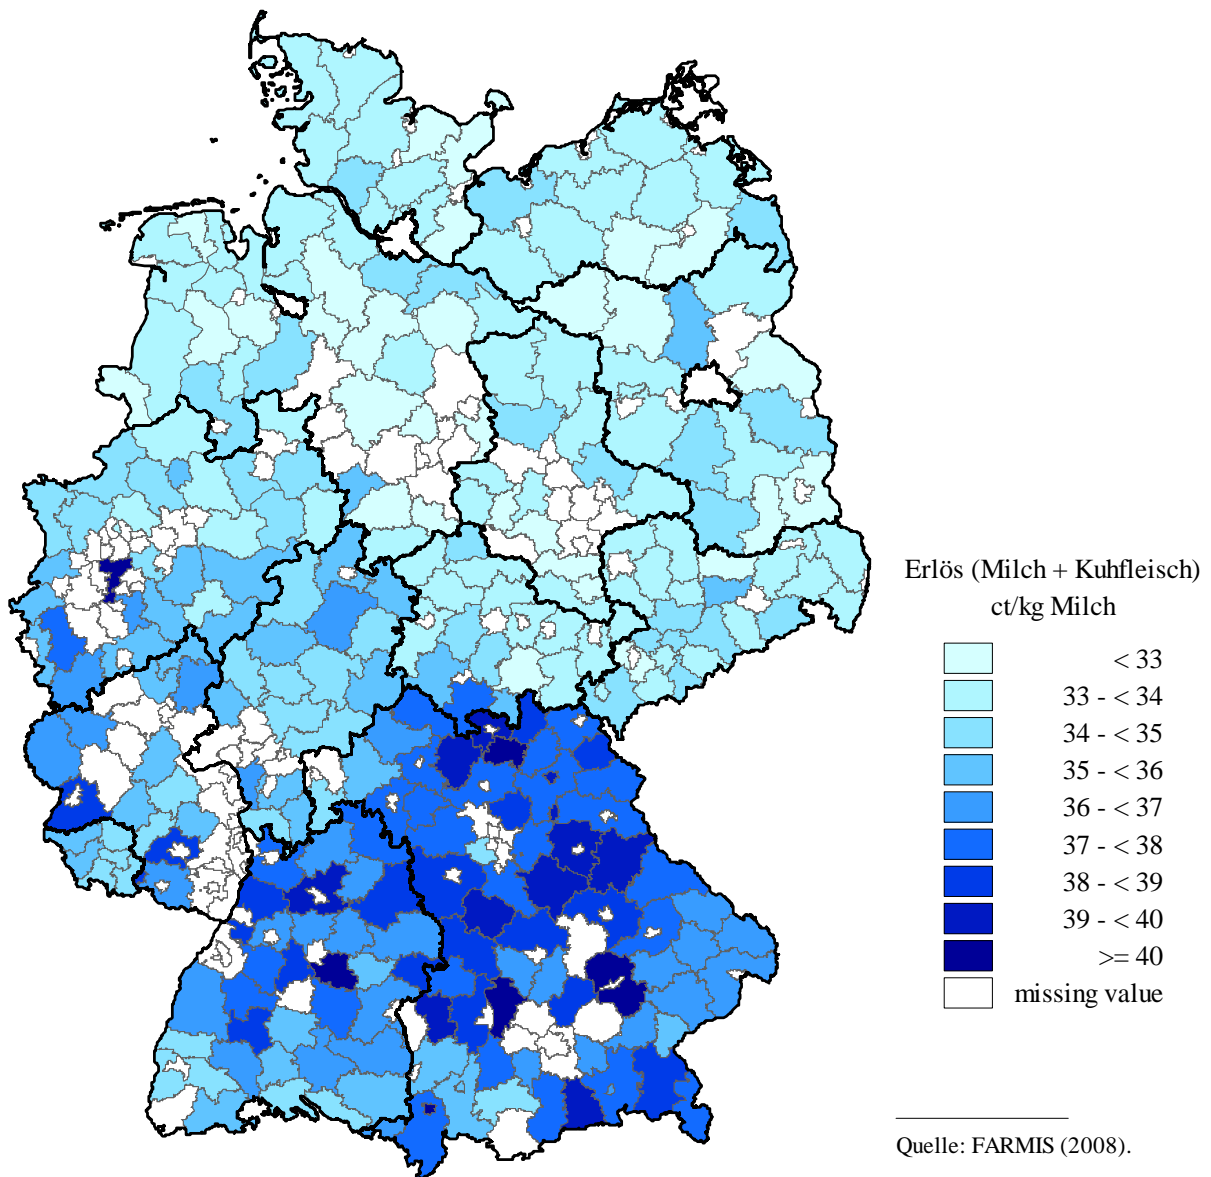 Erlös (Milch + Kuhfleisch)
ct/kg Milch
< 33
33 - < 34
34 - < 35
35 - < 36
36 - < 37
37 - < 38
38 - < 39
39 - < 40
>= 40
missing value
Quelle: FARMIS (2008).